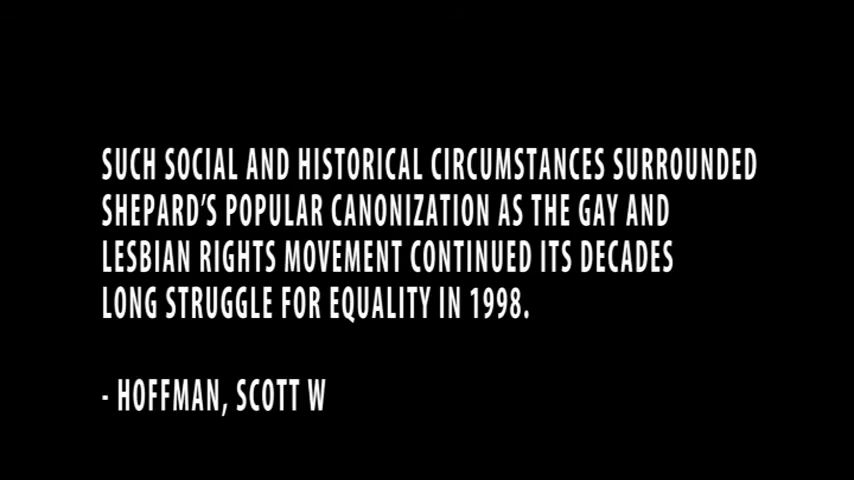 SUCH SOCIAL AND HISTORICAL CIRCUMSTANCES SURROUNDED
SHEPARD'S POPULAR CANONIZATION AS THE GAY AND
LESBIAN RIGHTS MOVEMENT CONTINUED ITS DECADES
LONG STRUGGLE FOR EQUALITY IN 1998.
- HOFFMAN, SCOTT W